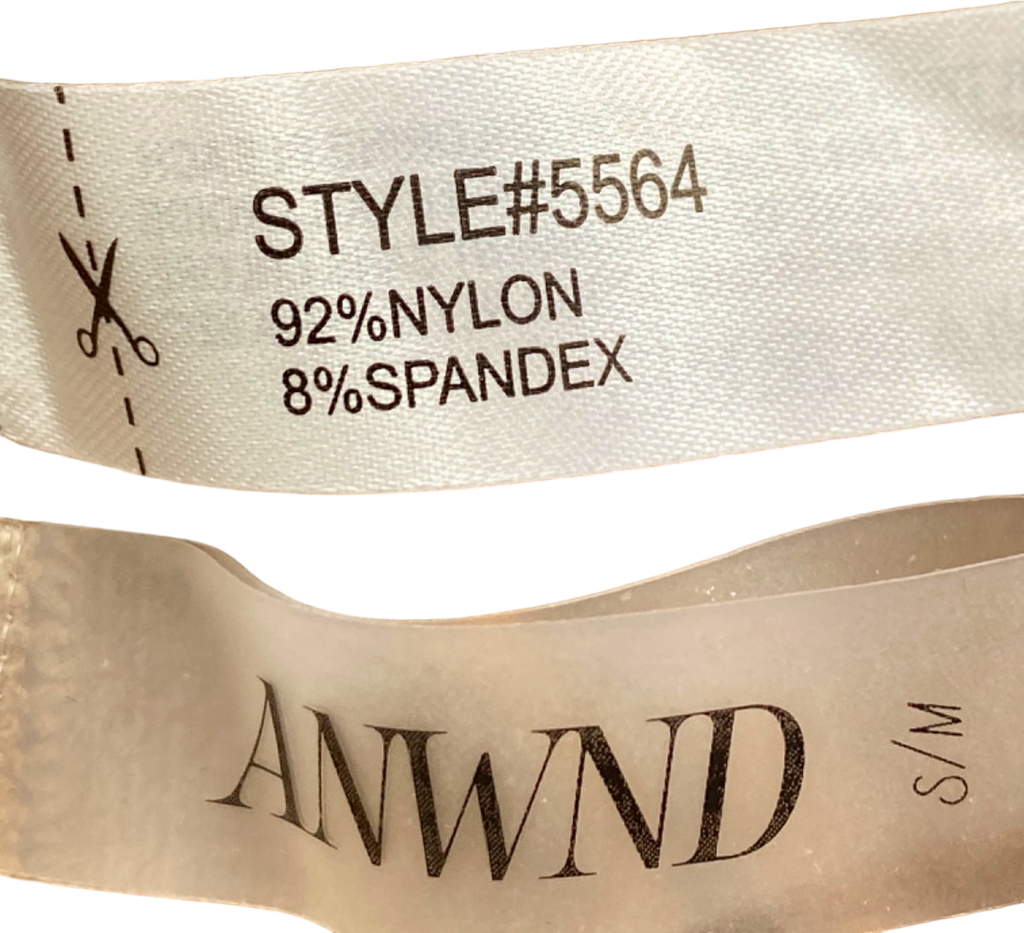 STYLE#5564
92%NYLON
8%SPANDEX
ANWND
S/M